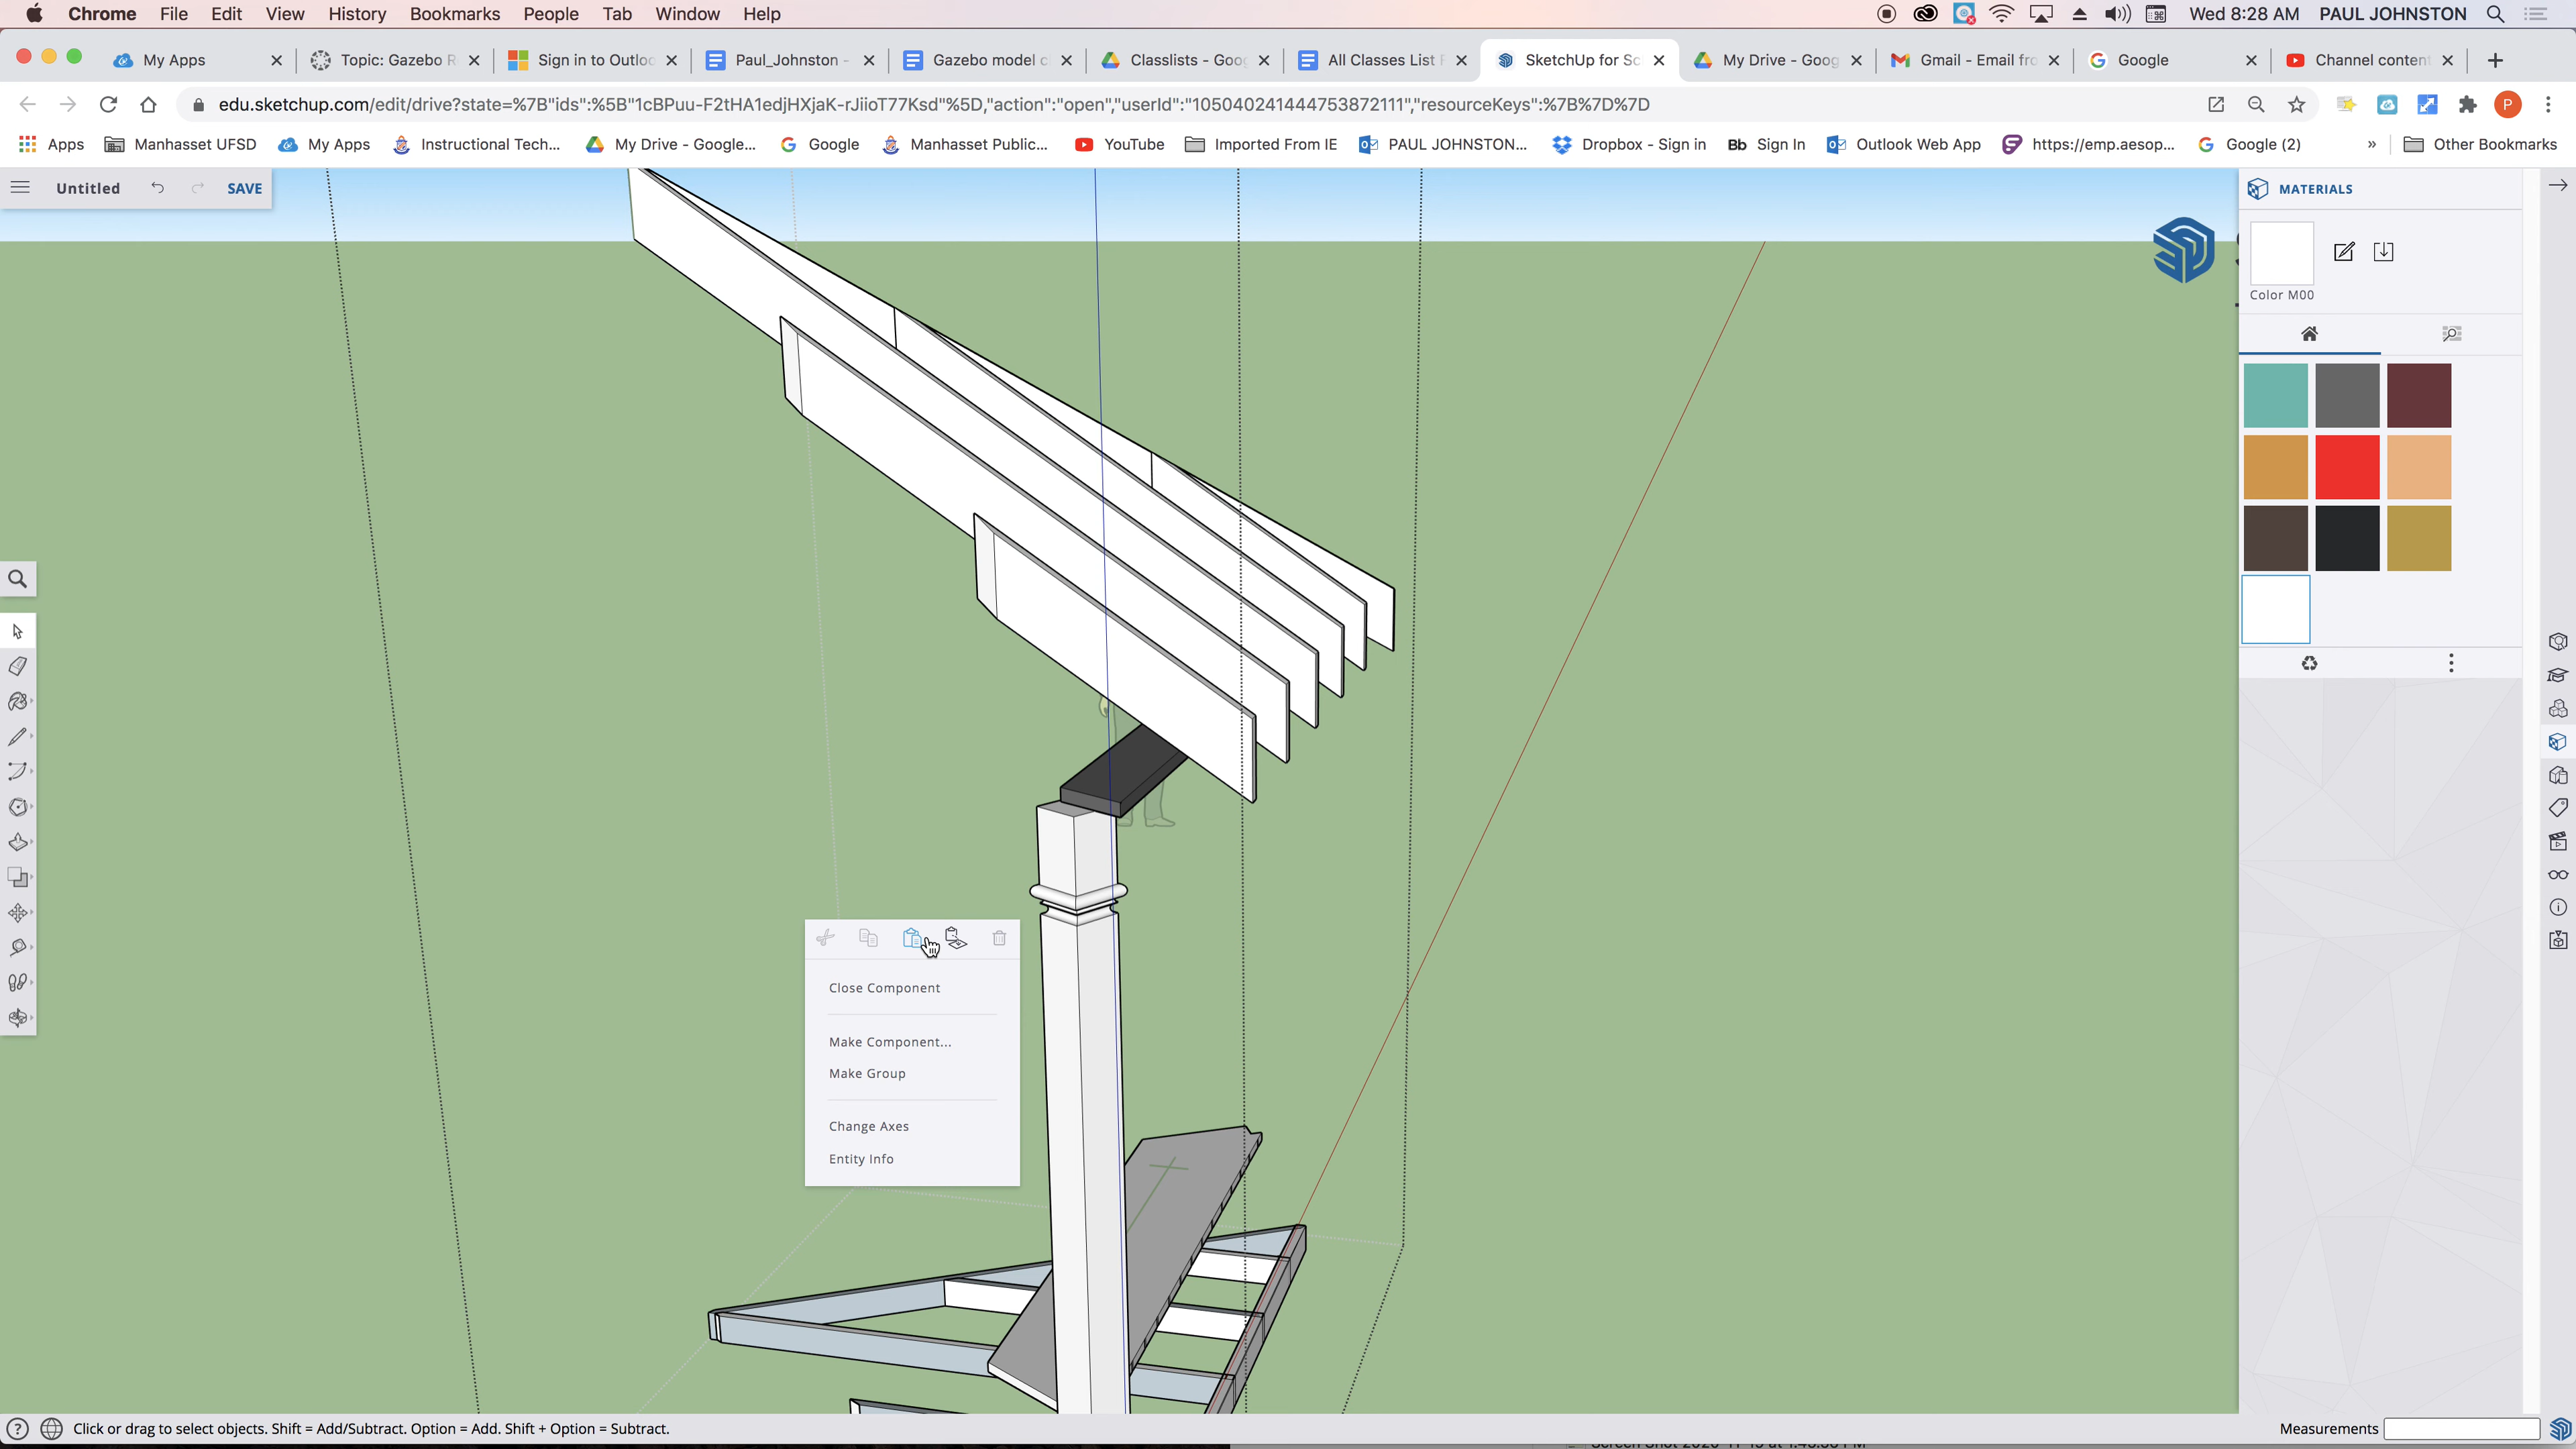 Chrome File Edit View History Bookmarks People Tab Window Help Wed 8:28 AM PAUL JOHNSTON
My Apps Topic: Gazebo R Sign in to Outloo Paul_Johnston - Gazebo model c Classlists - Goog All Classes List F SketchUp for Sc My Drive - Goog Gmail - Email fro Google Channel content
edu.sketchup.com/edit/drive?state=%7B"ids":%5B"1cBPuu-F2tHA1edjHXjaK-rJiioT77Ksd"%5D,"action":"open","userId":"105040241444753872111","resourceKeys":%7B%7D%7D P
Apps Manhasset UFSD My Apps Instructional Tech... My Drive - Google... Google Manhasset Public... YouTube Imported From IE PAUL JOHNSTON... Dropbox - Sign in Bb Sign In Outlook Web App https://emp.aesop... Google (2) » Other Bookmarks
Untitled SAVE
MATERIALS
Color M00
Close Component
Make Component...
Make Group
Change Axes
Entity Info
Click or drag to select objects. Shift = Add/Subtract. Option = Add. Shift + Option = Subtract.
Measurements